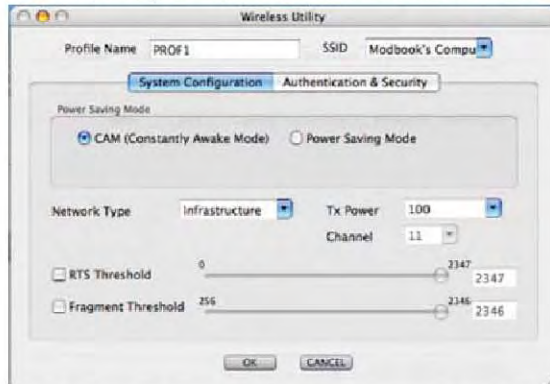 Wireless Utility
Profile Name PROF1 SSID Modbook's Compu
System Configuration Authentication & Security
Power Saving Mode
CAM (Constantly Awake Mode) Power Saving Mode
Network Type Infrastructure Tx Power 100
Channel 11
RTS Threshold 0 2347 2347
Fragment Threshold 256 2346 2346
OK CANCEL